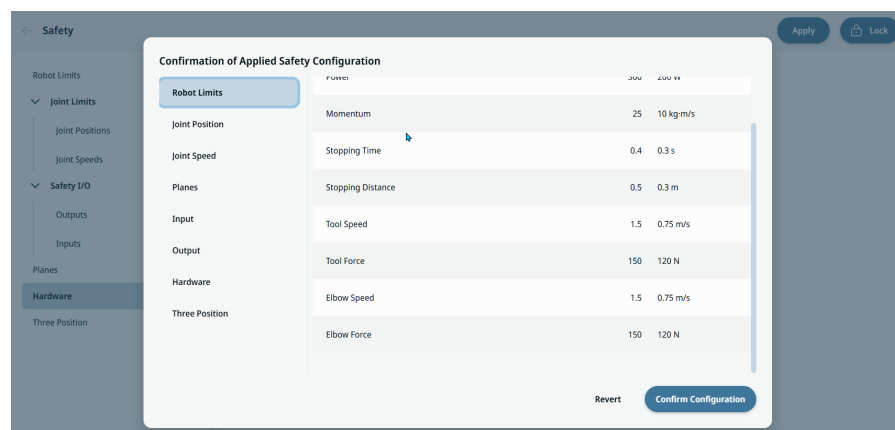 Safety
Apply
Lock
Robot Limits
Joint Limits
Joint Positions
Joint Speeds
Safety I/O
Outputs
Inputs
Planes
Hardware
Three Position
Confirmation of Applied Safety Configuration
Robot Limits
Joint Position
Joint Speed
Planes
Input
Output
Hardware
Three Position
Power 300 200 W
Momentum 25 10 kg·m/s
Stopping Time 0.4 0.3 s
Stopping Distance 0.5 0.3 m
Tool Speed 1.5 0.75 m/s
Tool Force 150 120 N
Elbow Speed 1.5 0.75 m/s
Elbow Force 150 120 N
Revert
Confirm Configuration